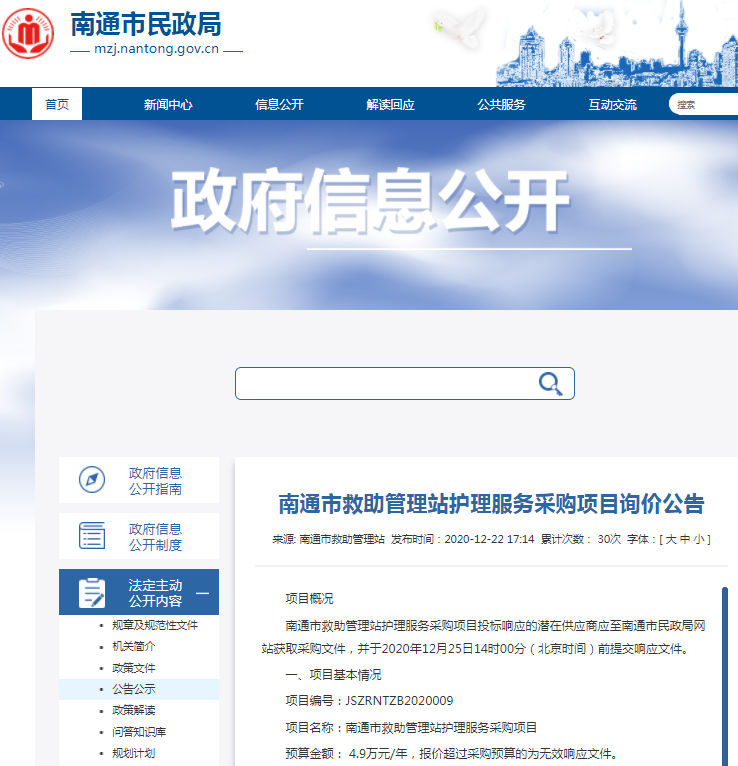 南通市民政局
mzj.nantong.gov.cn
首页 新闻中心 信息公开 解读回应 公共服务 互动交流 搜索
政府信息公开
政府信息
公开指南
政府信息
公开制度
法定主动
公开内容
规章及规范性文件
机关简介
政策文件
公告公示
政策解读
问答知识库
规划计划
南通市救助管理站护理服务采购项目询价公告
来源: 南通市救助管理站 发布时间：2020-12-22 17:14 累计次数： 30次 字体：[ 大 中 小 ]
项目概况
南通市救助管理站护理服务采购项目投标响应的潜在供应商应至南通市民政局网
站获取采购文件，并于2020年12月25日14时00分（北京时间）前提交响应文件。
一、项目基本情况
项目编号：JSZRNTZB2020009
项目名称：南通市救助管理站护理服务采购项目
预算金额： 4.9万元/年，报价超过采购预算的为无效响应文件。